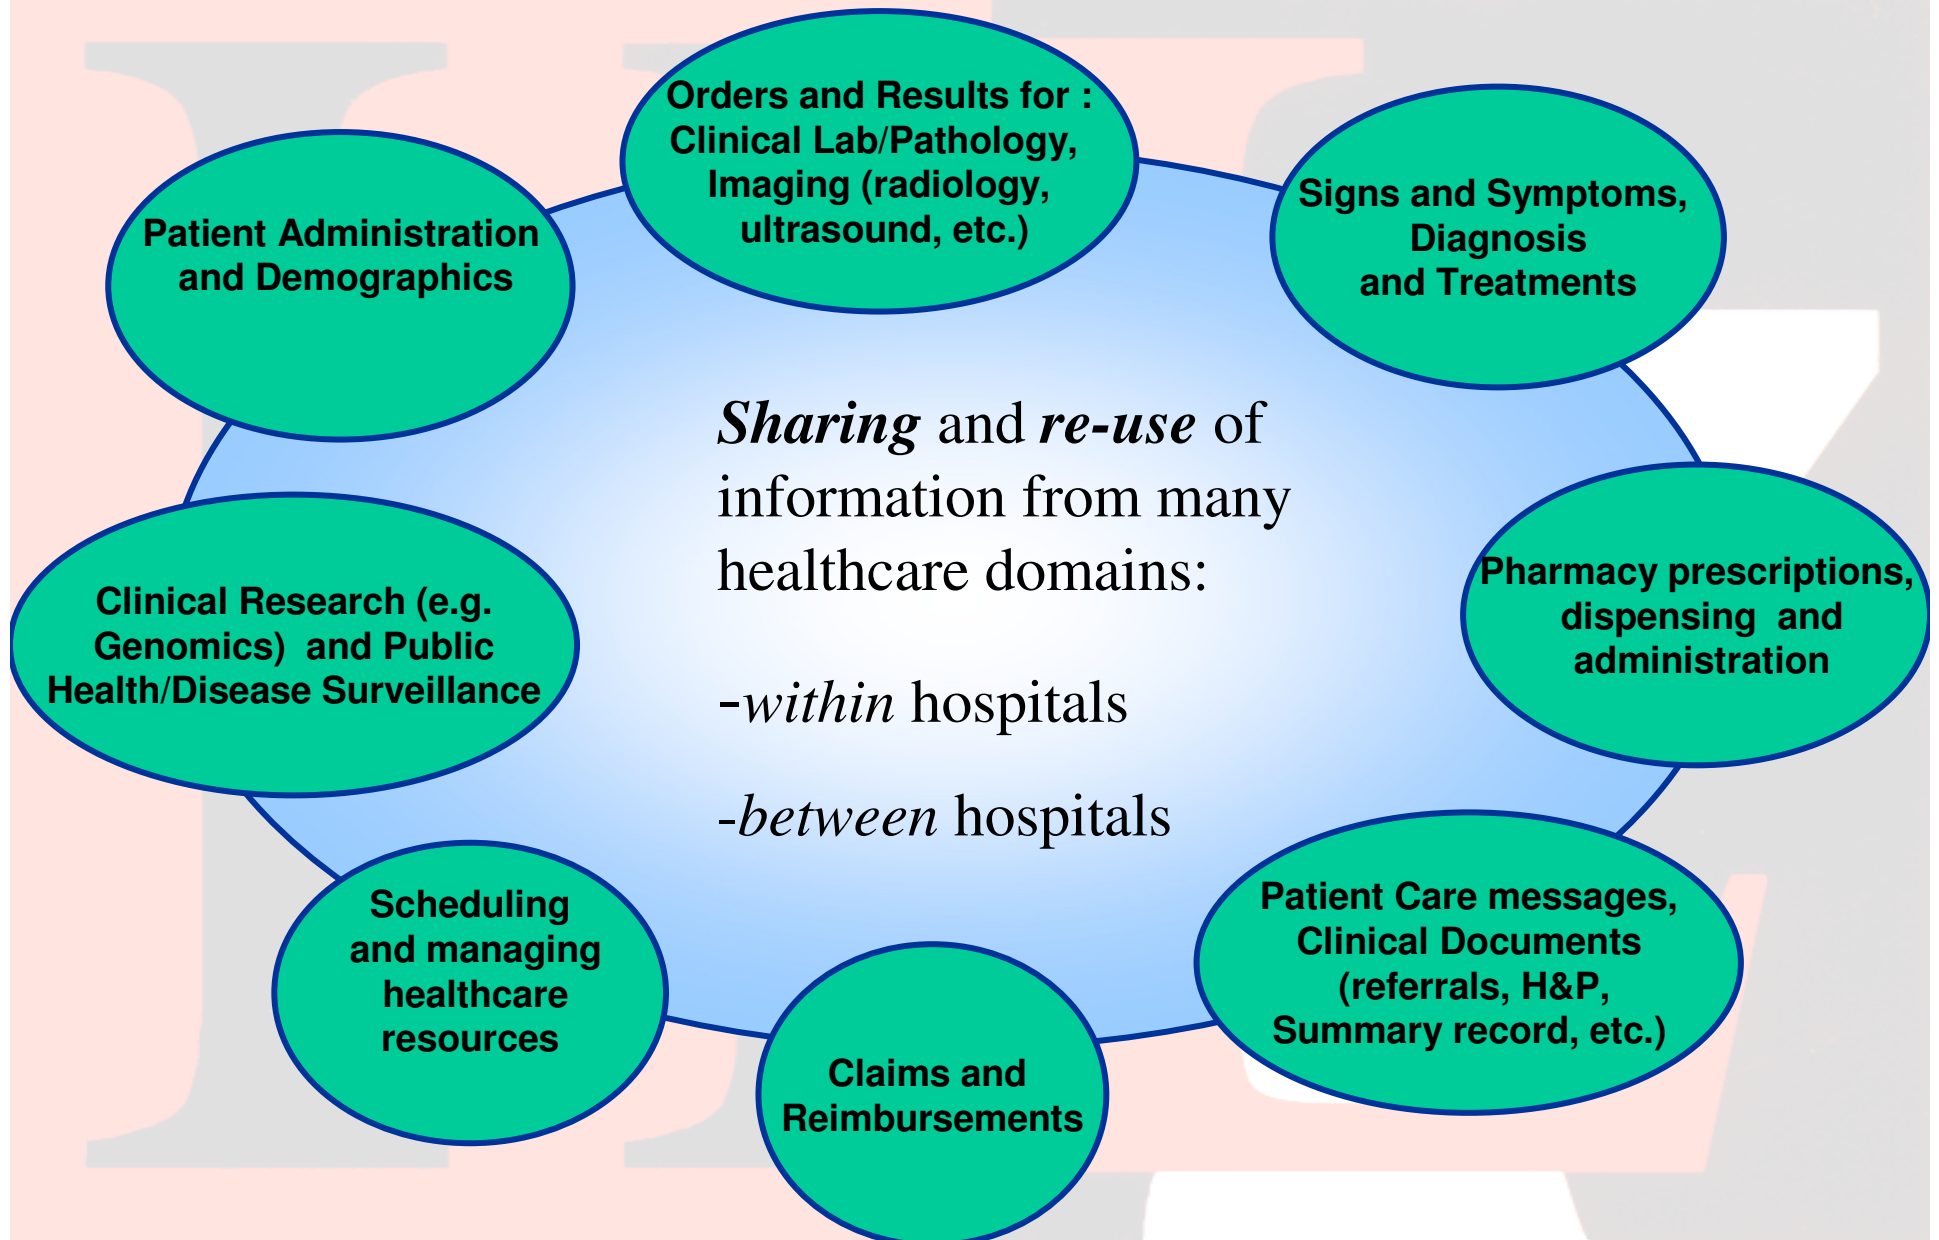 Orders and Results for :
Clinical Lab/Pathology,
Imaging (radiology,
ultrasound, etc.)
Patient Administration
and Demographics
Signs and Symptoms,
Diagnosis
and Treatments
Sharing and re-use of
information from many
healthcare domains:
-within hospitals
-between hospitals
Clinical Research (e.g.
Genomics)  and Public
Health/Disease Surveillance
Pharmacy prescriptions,
dispensing  and
administration
Scheduling
and managing
healthcare
resources
Claims and
Reimbursements
Patient Care messages,
Clinical Documents
(referrals, H&P,
Summary record, etc.)